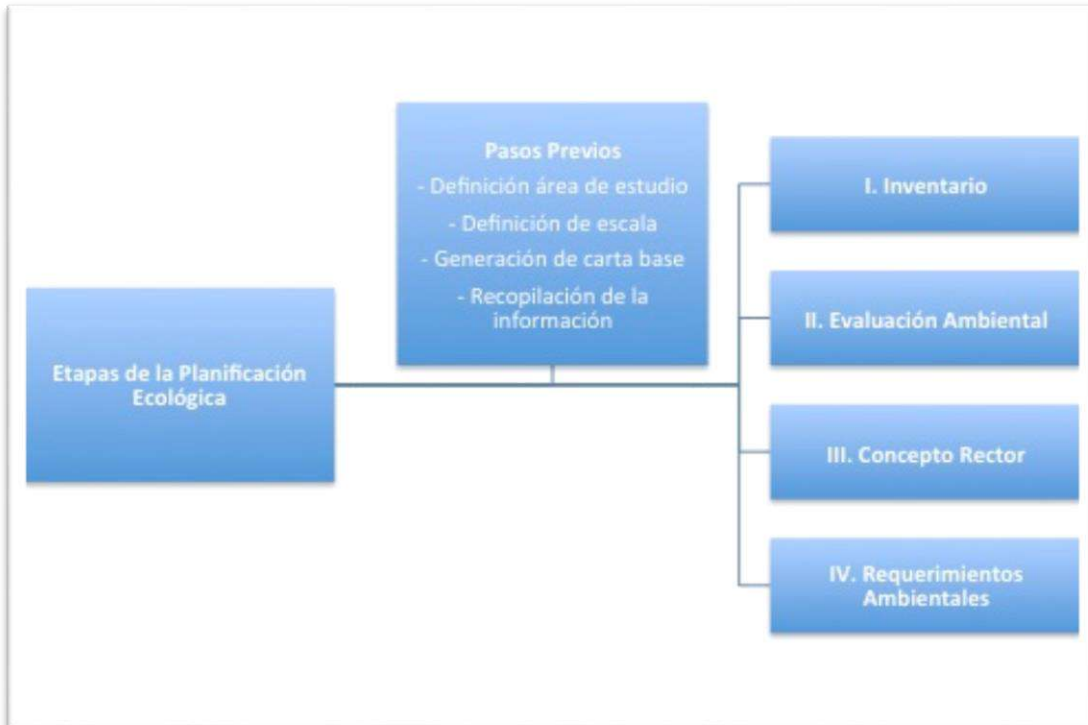 Etapas de la Planificación
Ecológica
Pasos Previos
- Definición área de estudio
- Definición de escala
- Generación de carta base
- Recopilación de la
información
I. Inventario
II. Evaluación Ambiental
III. Concepto Rector
IV. Requerimientos
Ambientales